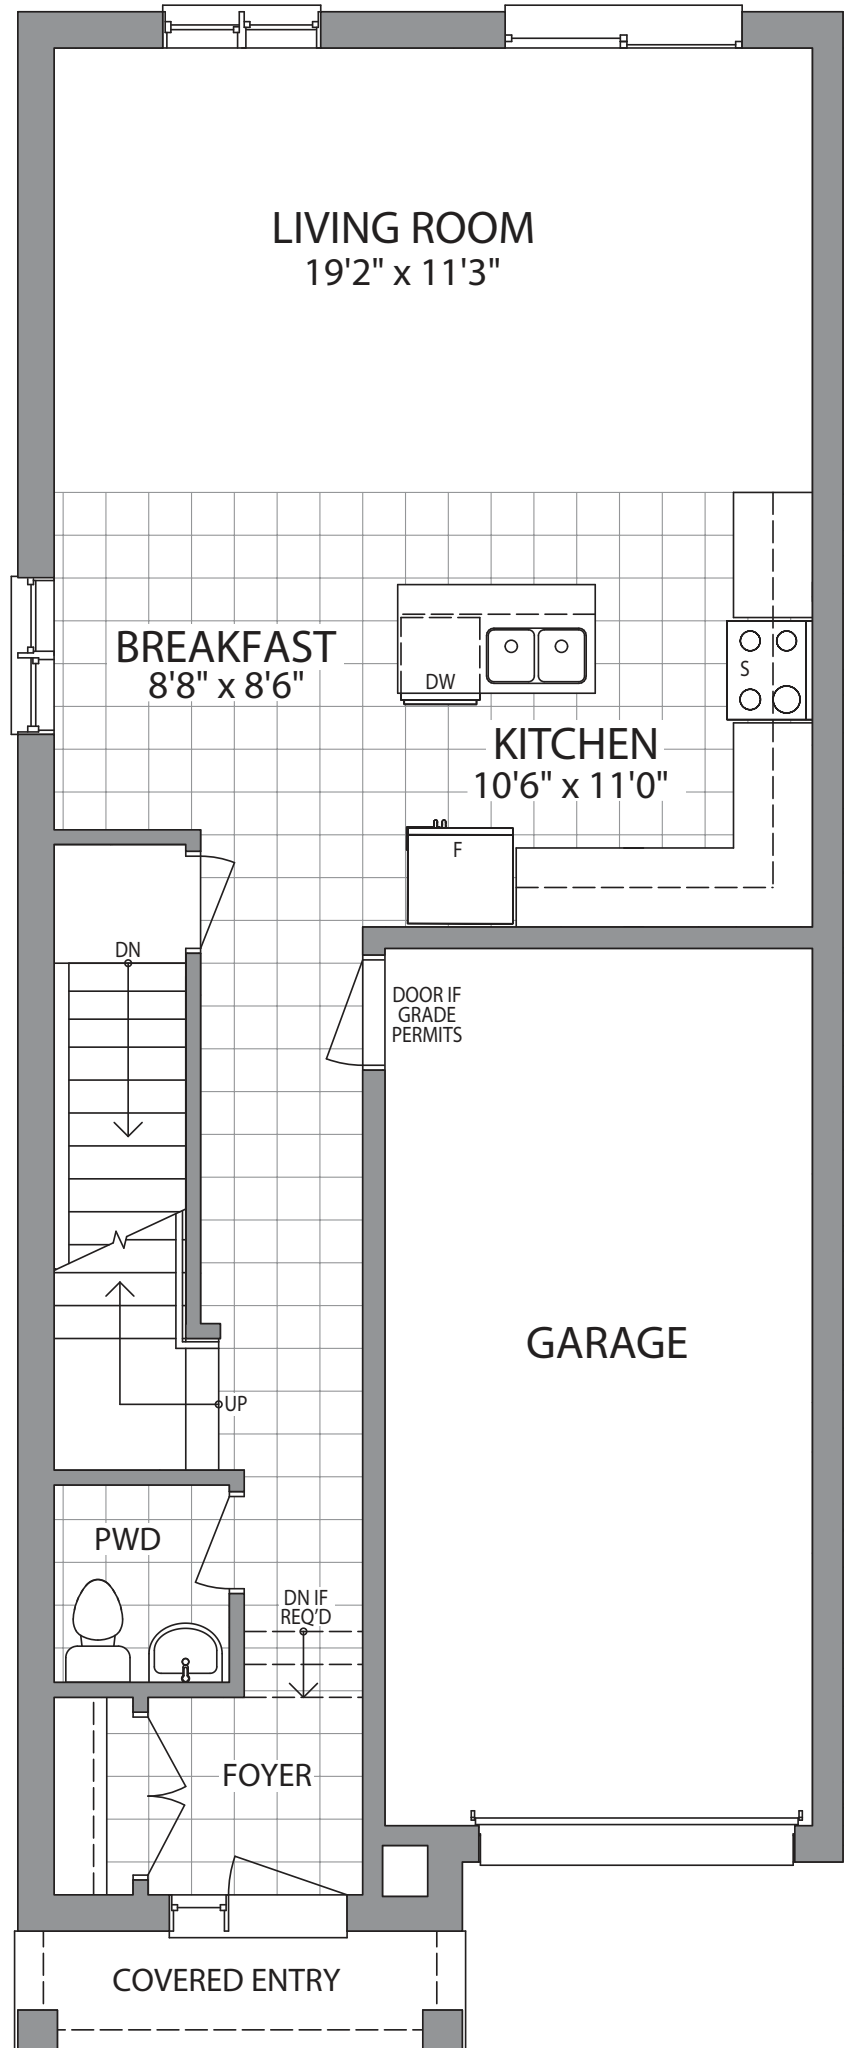 LIVING ROOM
19'2" x 11'3"
BREAKFAST
8'8" x 8'6"
DW
S
KITCHEN
10'6" x 11'0"
F
DN
DOOR IF
GRADE
PERMITS
GARAGE
UP
PWD
DN IF
REQ'D
FOYER
COVERED ENTRY